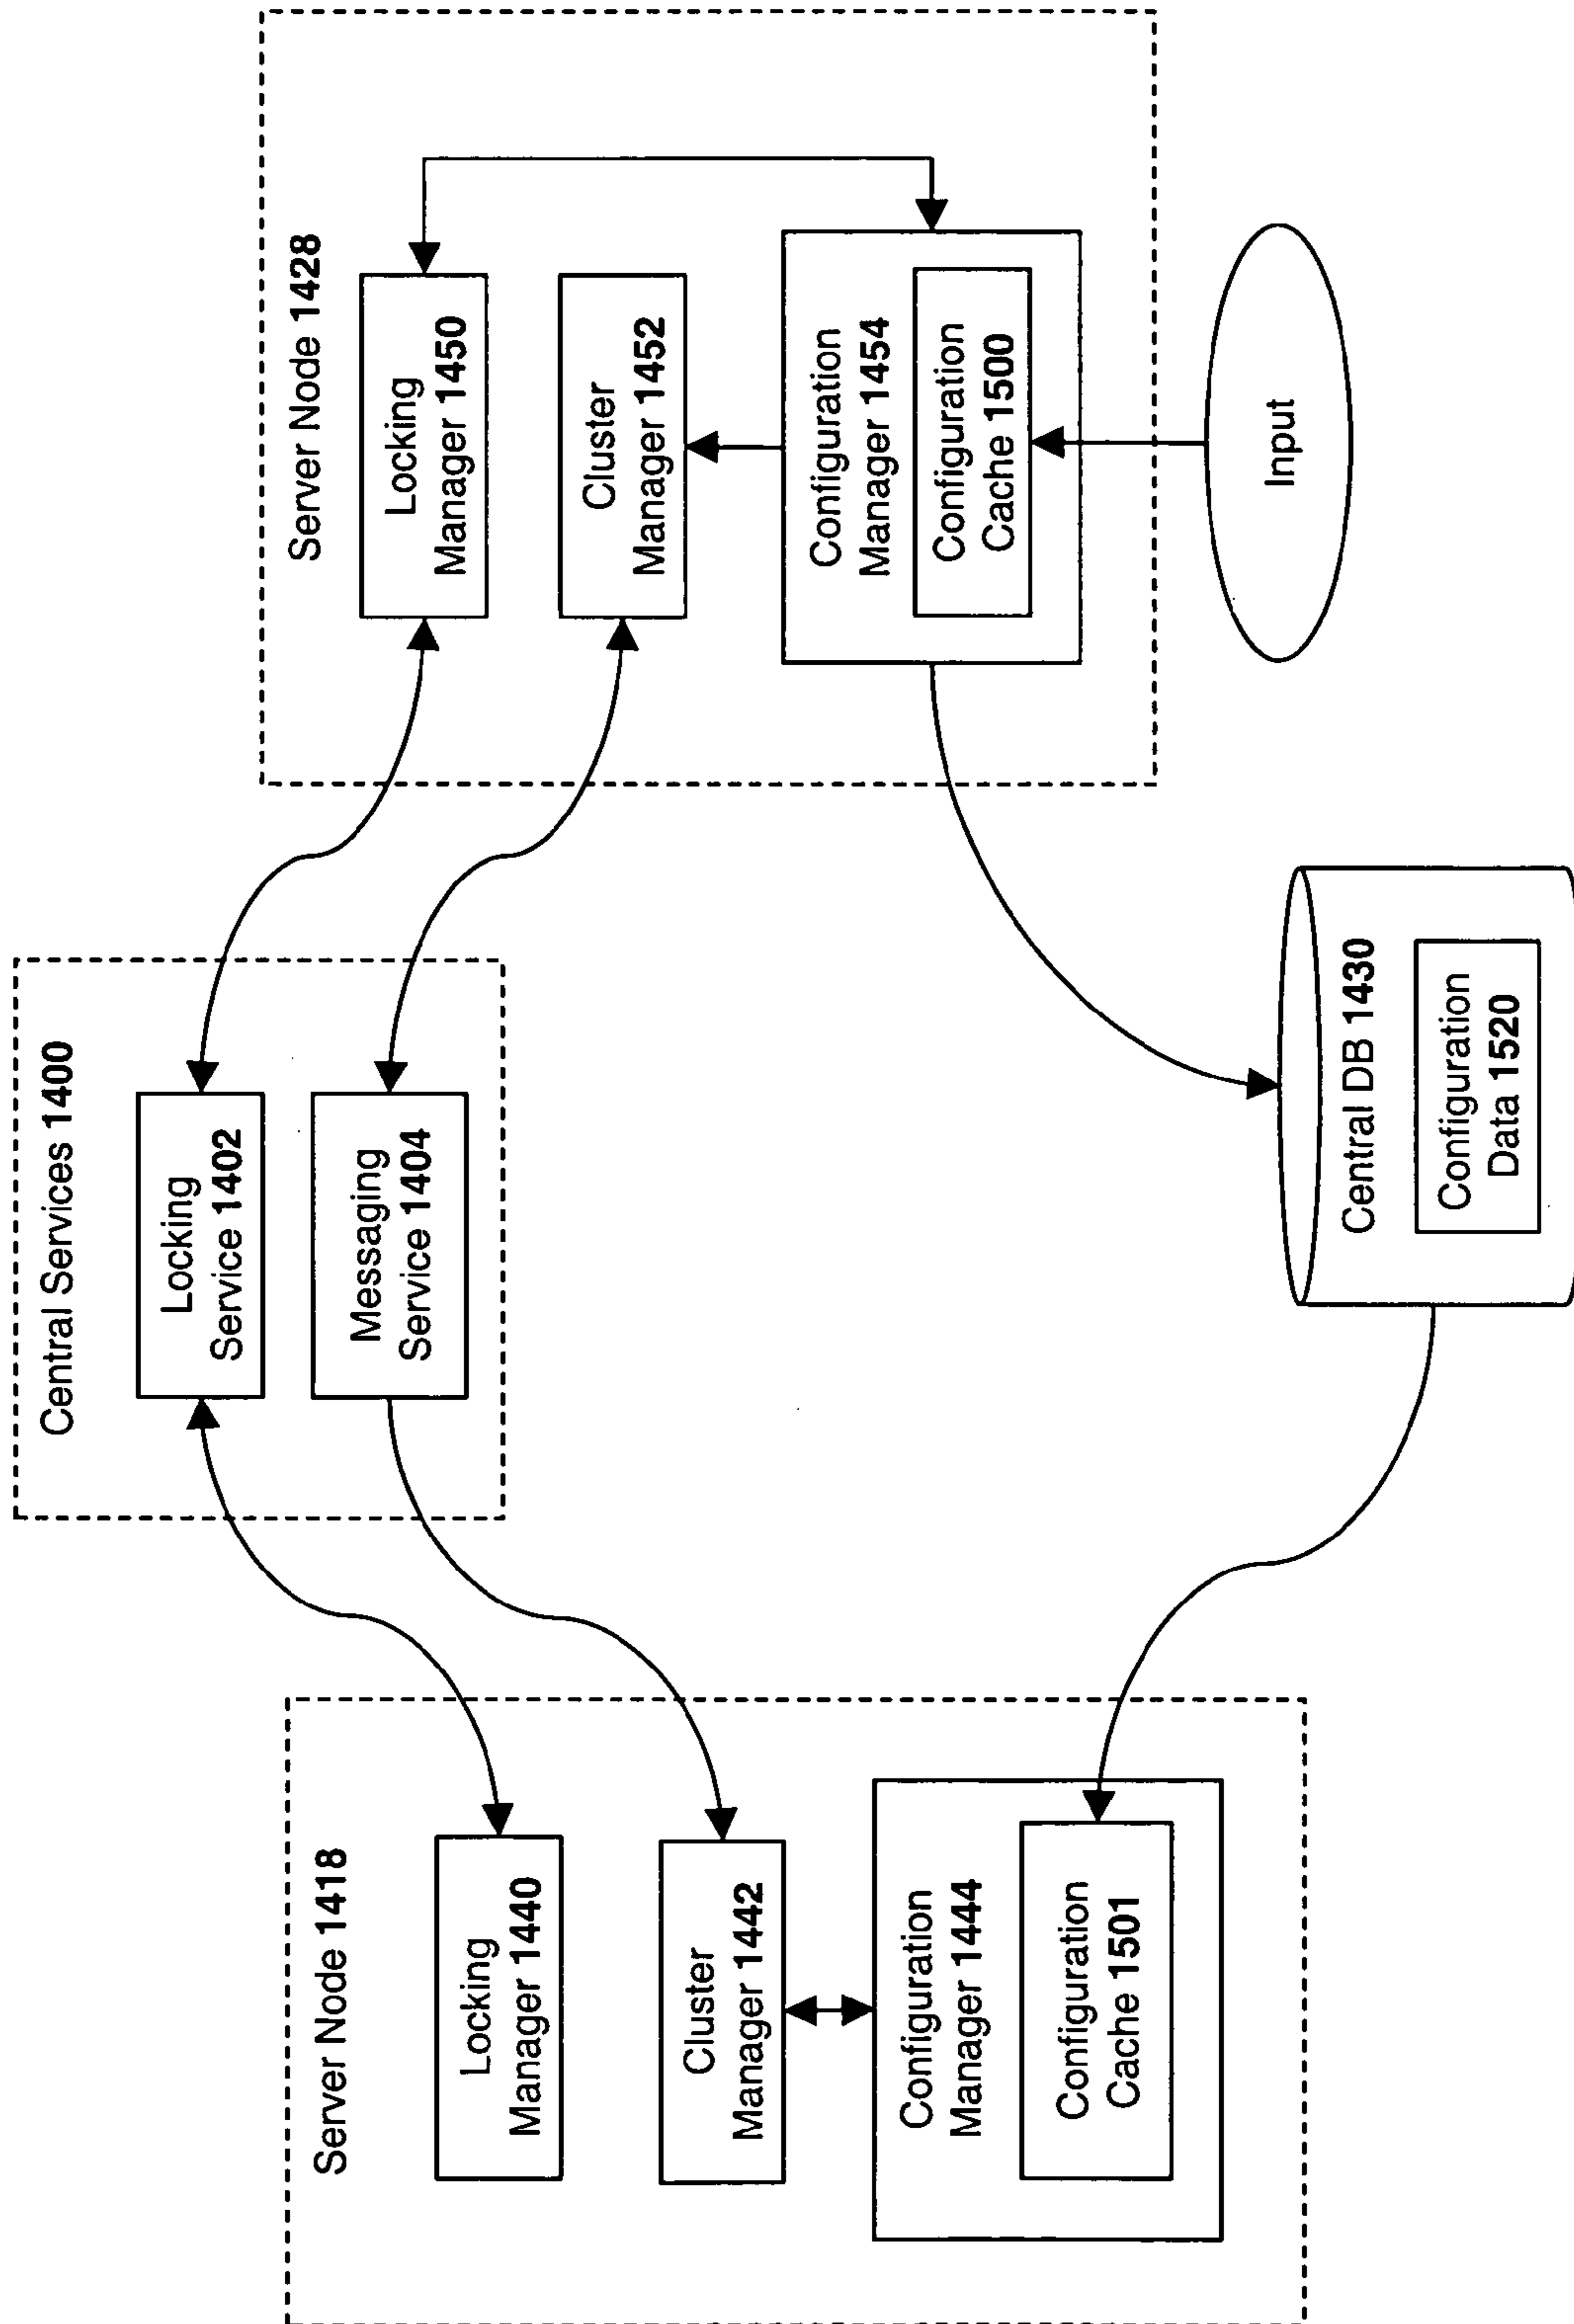 Central Services 1400
Locking
Service 1402
Messaging
Service 1404
Server Node 1418
Locking
Manager 1440
Cluster
Manager 1442
Configuration
Manager 1444
Configuration
Cache 1501
Server Node 1428
Locking
Manager 1450
Cluster
Manager 1452
Configuration
Manager 1454
Configuration
Cache 1500
Central DB 1430
Configuration
Data 1520
Input